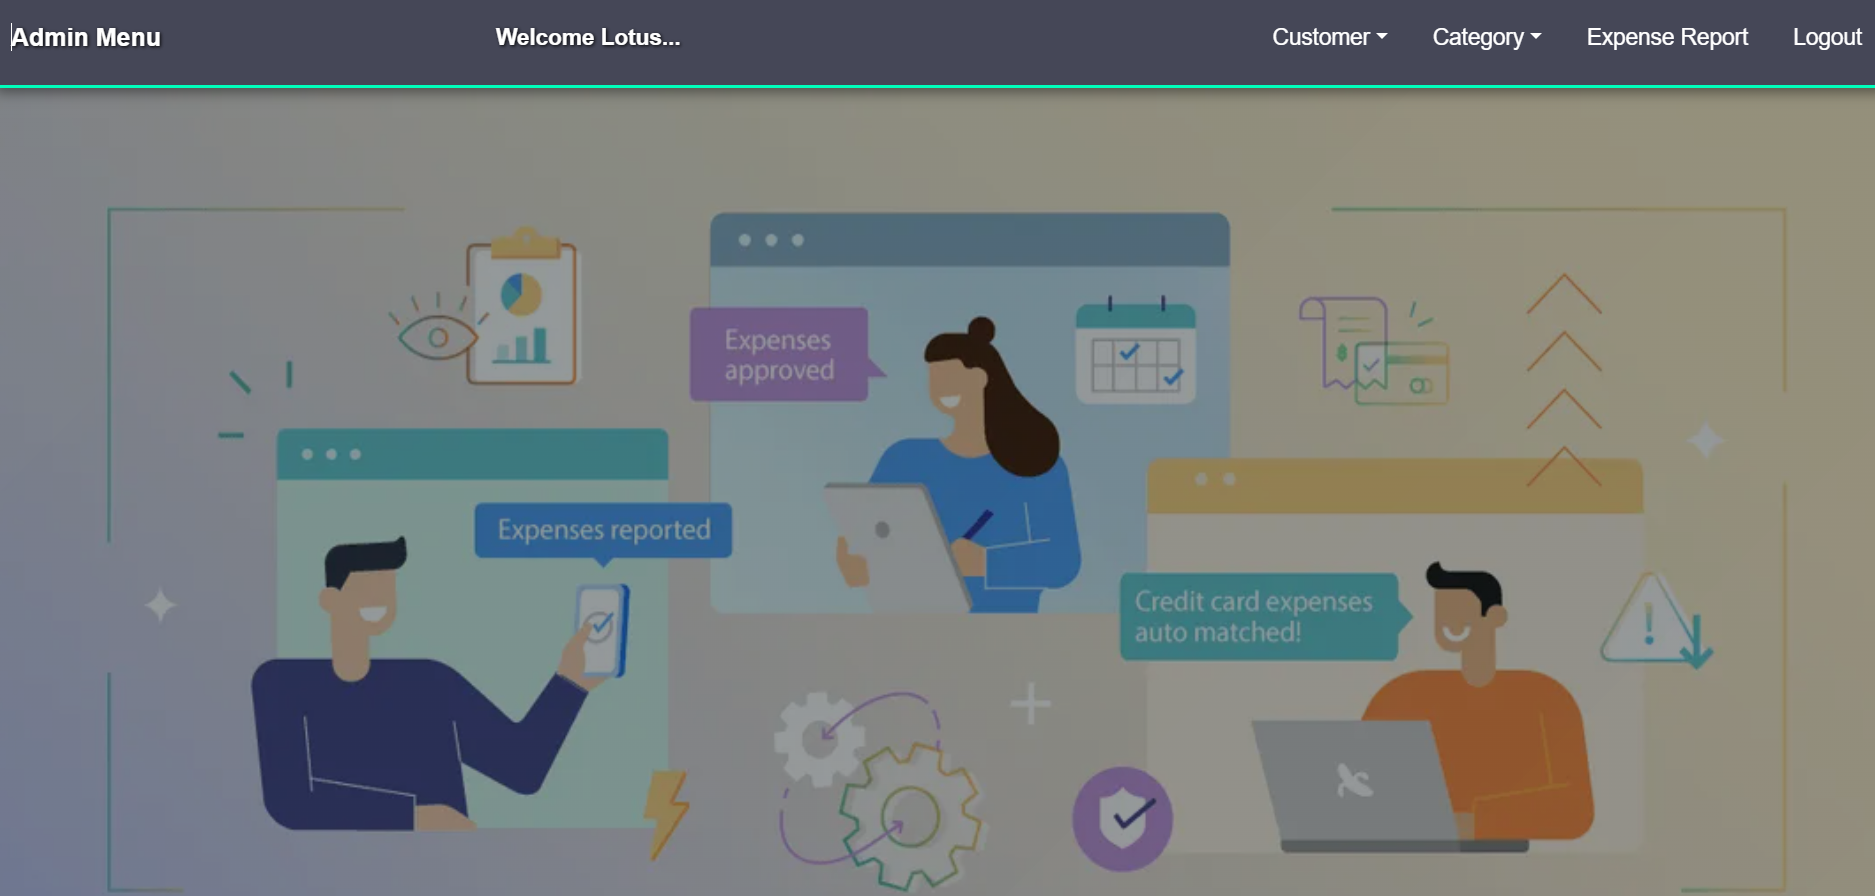 Admin Menu
Welcome Lotus...
Customer
Category
Expense Report
Logout
Expenses
approved
Expenses reported
Credit card expenses
auto matched!